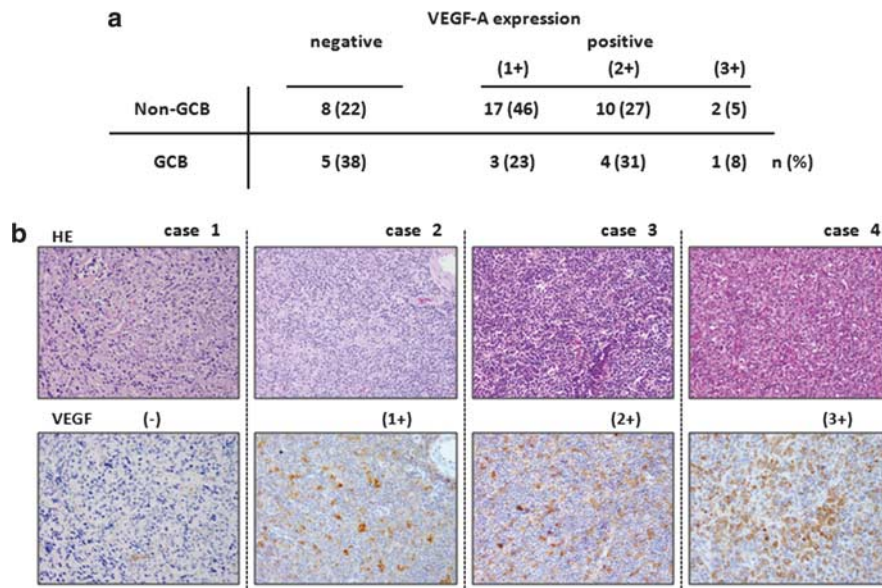 a
VEGF-A expression
negative positive
(1+) (2+) (3+)
Non-GCB 8 (22) 17 (46) 10 (27) 2 (5)
GCB 5 (38) 3 (23) 4 (31) 1 (8) n (%)
b
HE case 1 case 2 case 3 case 4
VEGF (-) (1+) (2+) (3+)